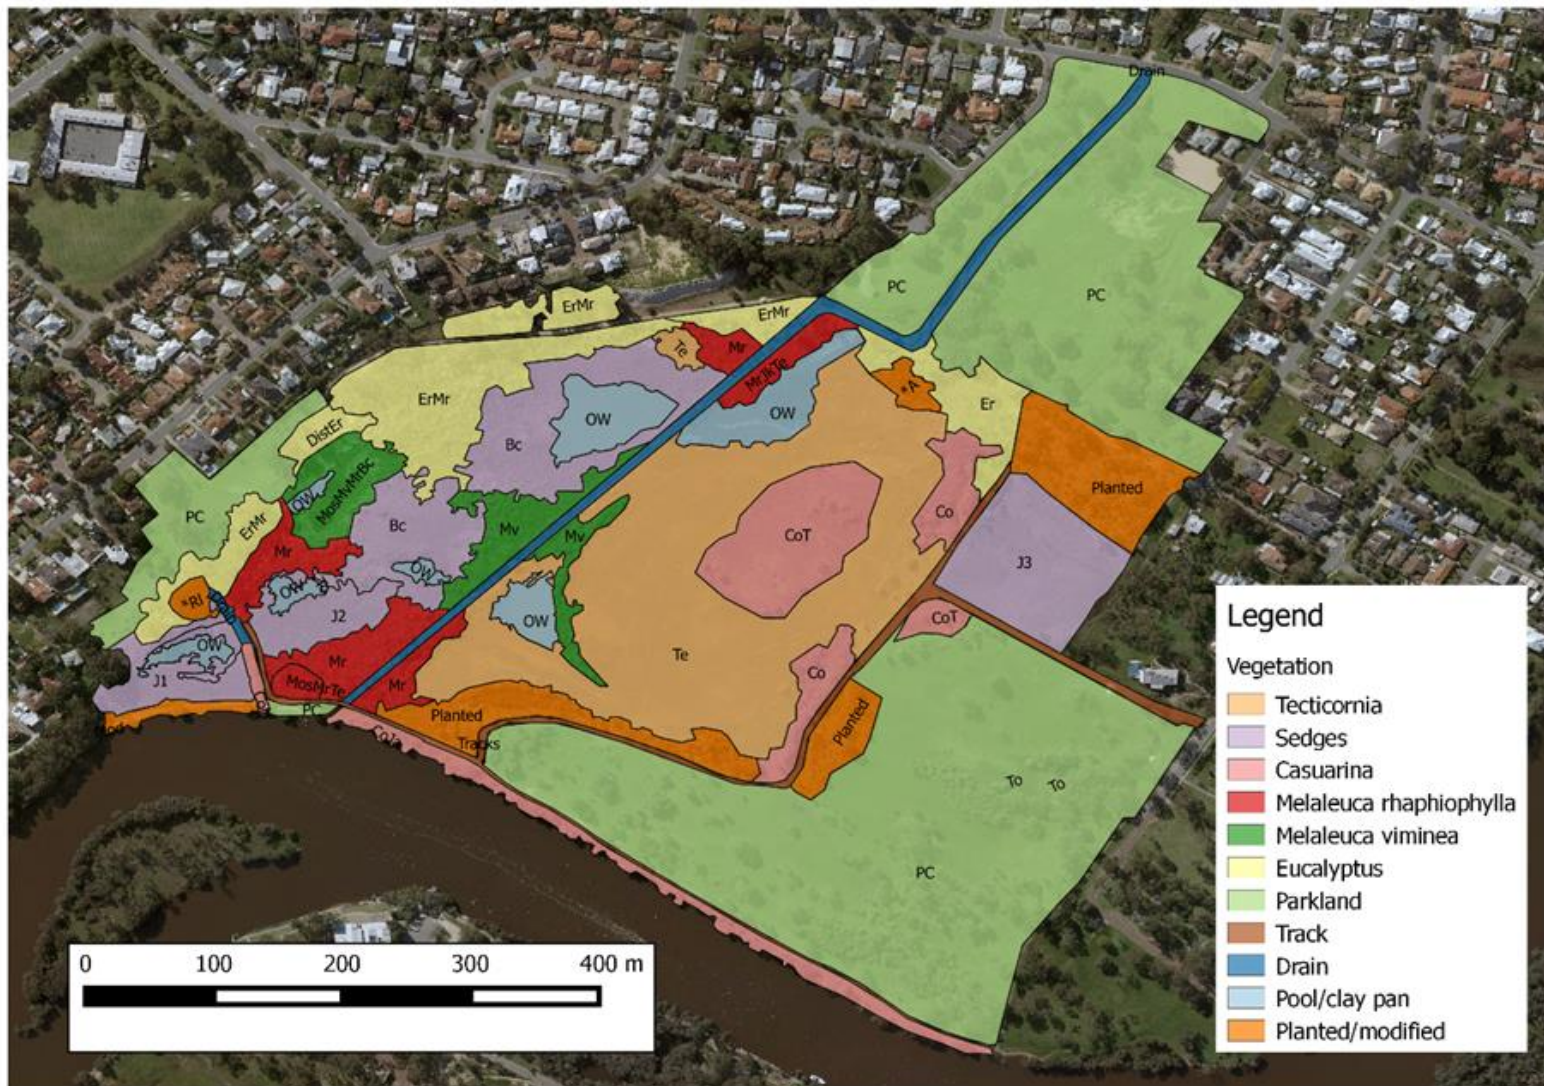 Drain
PC
PC
ErMr
ErMr
Te
Mr
MrJkTe
ErMr
OW
OW
*A
Er
DistEr
Bc
Planted
MosMvMrBc
OW
PC
ErMr
Bc
Mv
Mv
CoT
Co
Mr
J3
OW
OW
*RI
J2
OW
CoT
OW
Mr
Te
J1
Mr
Co
MosMrTe
PC
Planted
Planted
Tracks
To
To
PC
Legend
Vegetation
Tecticornia
Sedges
Casuarina
Melaleuca rhaphiophylla
Melaleuca viminea
Eucalyptus
Parkland
Track
Drain
Pool/clay pan
Planted/modified
0 100 200 300 400 m